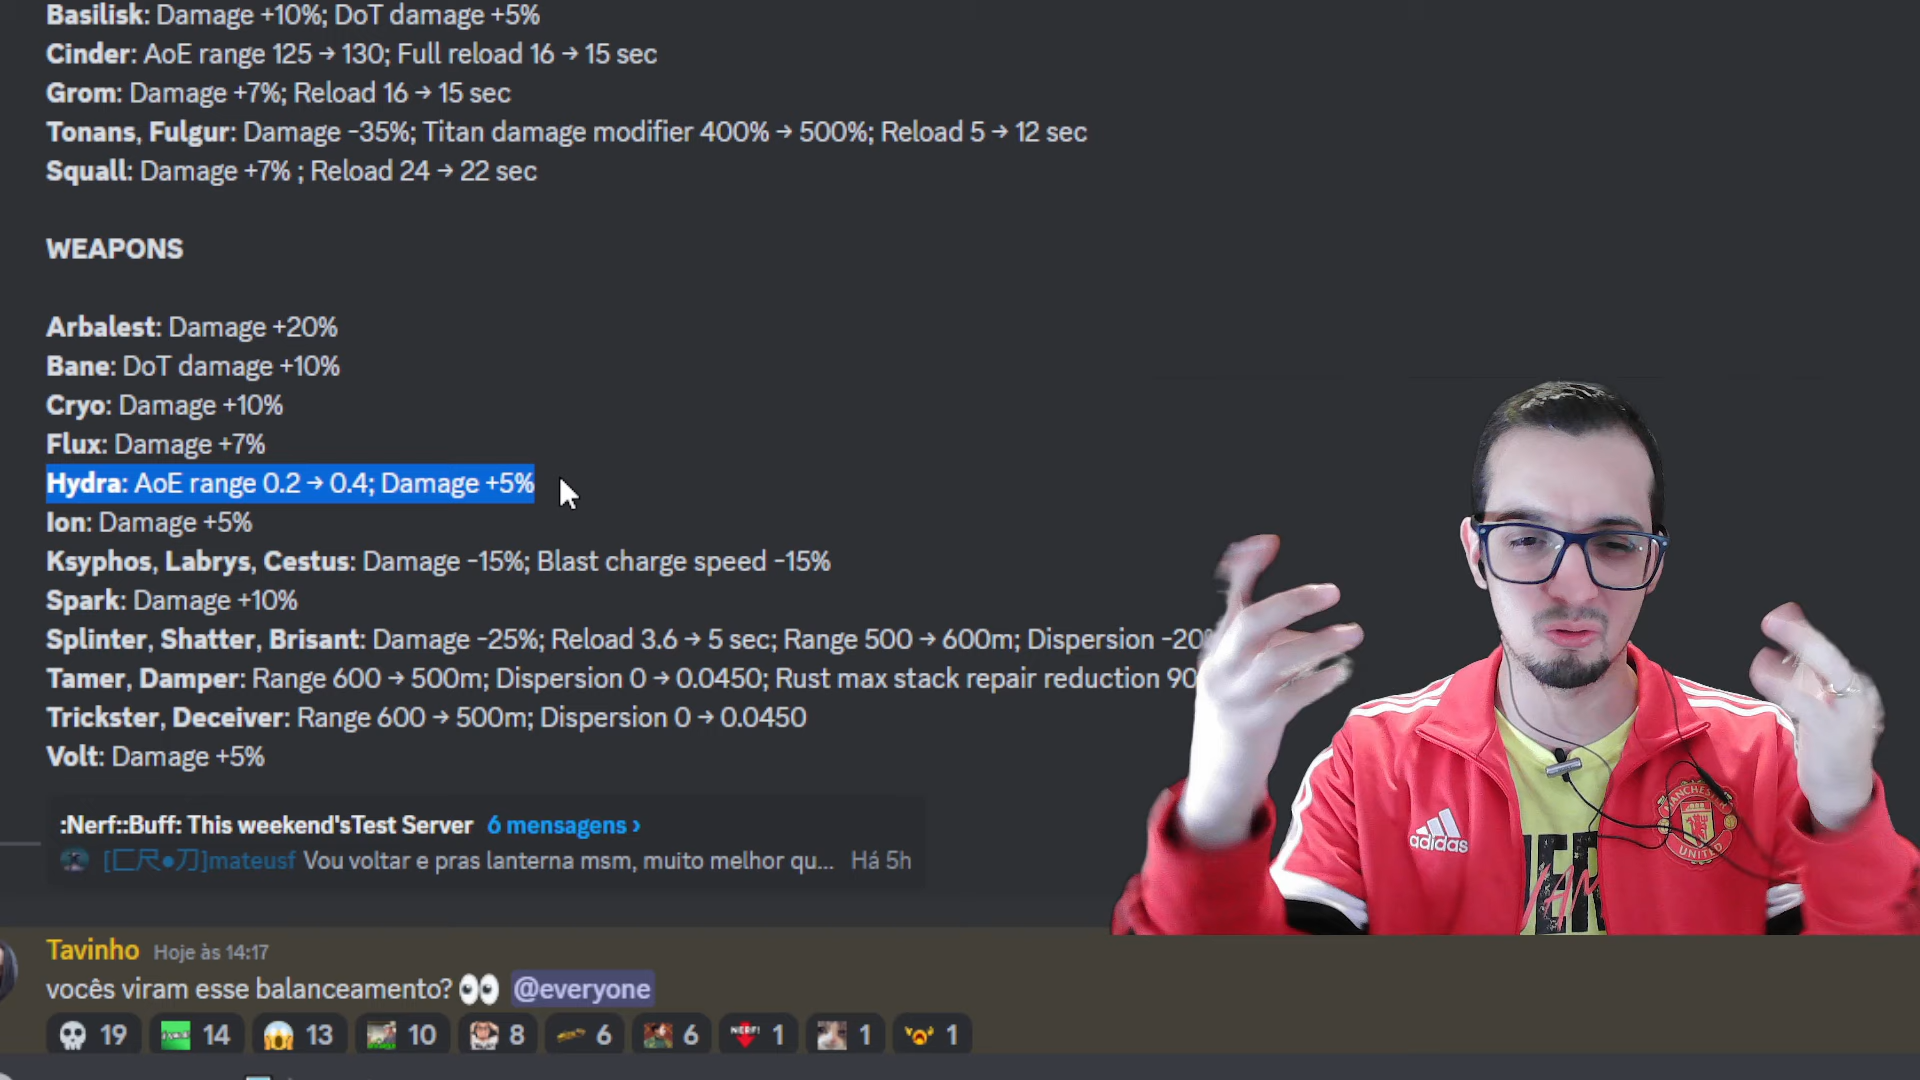 Basilisk: Damage +10%; DoT damage +5%
Cinder: AoE range 125 → 130; Full reload 16 → 15 sec
Grom: Damage +7%; Reload 16 → 15 sec
Tonans, Fulgur: Damage -35%; Titan damage modifier 400% → 500%; Reload 5 → 12 sec
Squall: Damage +7% ; Reload 24 → 22 sec
WEAPONS
Arbalest: Damage +20%
Bane: DoT damage +10%
Cryo: Damage +10%
Flux: Damage +7%
Hydra: AoE range 0.2 → 0.4; Damage +5%
Ion: Damage +5%
Ksyphos, Labrys, Cestus: Damage -15%; Blast charge speed -15%
Spark: Damage +10%
Splinter, Shatter, Brisant: Damage -25%; Reload 3.6 → 5 sec; Range 500 → 600m; Dispersion -20
Tamer, Damper: Range 600 → 500m; Dispersion 0 → 0.0450; Rust max stack repair reduction 90
Trickster, Deceiver: Range 600 → 500m; Dispersion 0 → 0.0450
Volt: Damage +5%
:Nerf::Buff: This weekend'sTest Server 6 mensagens ›
[匚尺●刀]mateusf Vou voltar e pras lanterna msm, muito melhor qu... Há 5h
Tavinho Hoje às 14:17
vocês viram esse balanceamento? 👀 @everyone
19 14 13 10 8 6 6 NERF! 1 1 1
adidas
MANCHESTER
UNITED